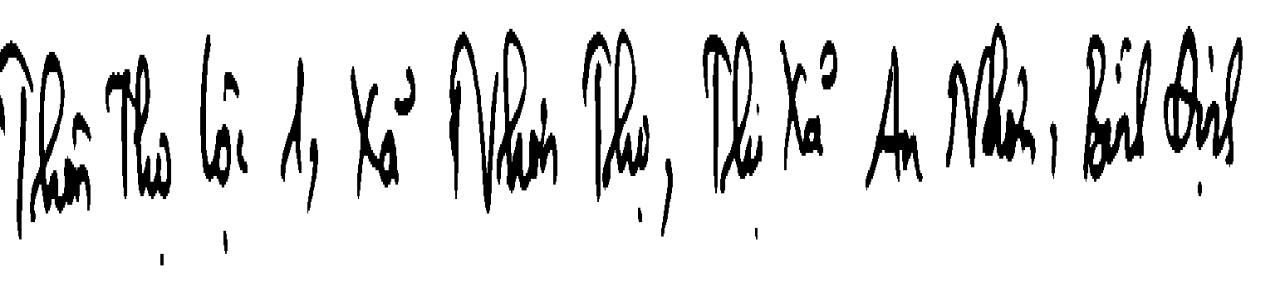 Thôn Thọ Lộc 1, Xã Nhơn Thọ, Thị Xã An Nhơn, Bình Định